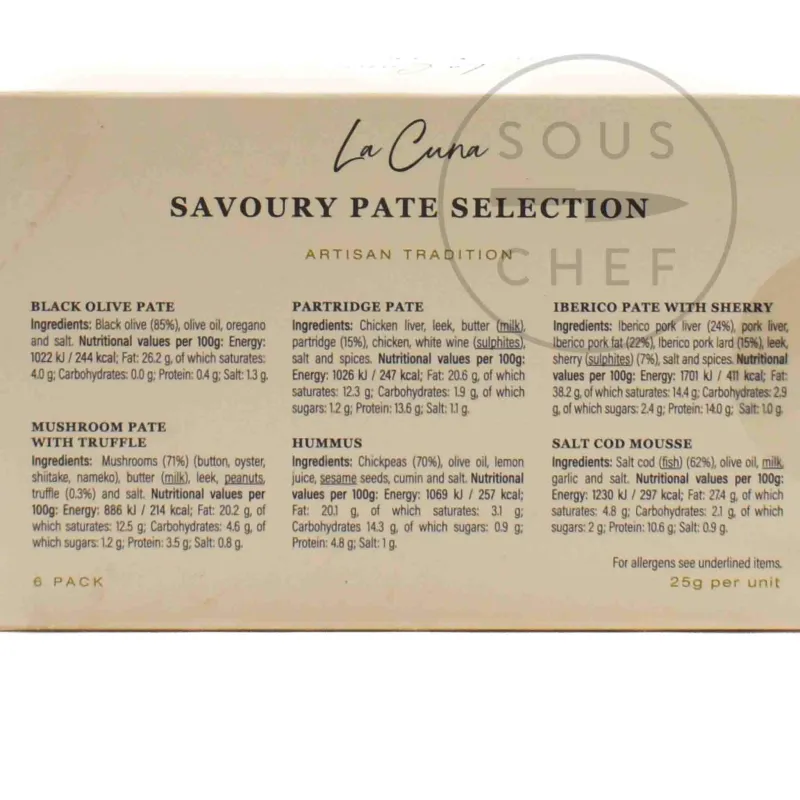 La Cuna
SOUS
CHEF
SAVOURY PATE SELECTION
ARTISAN TRADITION
BLACK OLIVE PATE
Ingredients: Black olive (85%), olive oil, oregano
and salt. Nutritional values per 100g: Energy:
1022 kJ / 244 kcal; Fat: 26.2 g, of which saturates:
4.0 g; Carbohydrates: 0.0 g; Protein: 0.4 g; Salt: 1.3 g.
MUSHROOM PATE
WITH TRUFFLE
Ingredients: Mushrooms (71%) (button, oyster,
shiitake, nameko), butter (milk), leek, peanuts,
truffle (0.3%) and salt. Nutritional values per
100g: Energy: 886 kJ / 214 kcal; Fat: 20.2 g, of which
saturates: 12.5 g; Carbohydrates: 4.6 g, of
which sugars: 1.2 g; Protein: 3.5 g; Salt: 0.8 g.
PARTRIDGE PATE
Ingredients: Chicken liver, leek, butter (milk),
partridge (15%), chicken, white wine (sulphites),
salt and spices. Nutritional values per 100g:
Energy: 1026 kJ / 247 kcal; Fat: 20.6 g, of which
saturates: 12.3 g; Carbohydrates: 1.9 g, of which
sugars: 1.2 g; Protein: 13.6 g; Salt: 1.1 g.
HUMMUS
Ingredients: Chickpeas (70%), olive oil, lemon
juice, sesame seeds, cumin and salt. Nutritional
values per 100g: Energy: 1069 kJ / 257 kcal;
Fat: 20.1 g, of which saturates: 3.1 g;
Carbohydrates 14.3 g, of which sugars: 0.9 g;
Protein: 4.8 g; Salt: 1 g.
IBERICO PATE WITH SHERRY
Ingredients: Iberico pork liver (24%), pork liver,
Iberico pork fat (22%), Iberico pork lard (15%), leek,
sherry (sulphites) (7%), salt and spices. Nutritional
values per 100g: Energy: 1701 kJ / 411 kcal; Fat:
38.2 g, of which saturates: 14.4 g; Carbohydrates: 2.9
g, of which sugars: 2.4 g; Protein: 14.0 g; Salt: 1.0 g.
SALT COD MOUSSE
Ingredients: Salt cod (fish) (62%), olive oil, milk,
garlic and salt. Nutritional values per 100g:
Energy: 1230 kJ / 297 kcal; Fat: 27.4 g, of which
saturates: 4.8 g; Carbohydrates: 2.1 g, of which
sugars: 2 g; Protein: 10.6 g; Salt: 0.9 g.
For allergens see underlined items.
6 PACK
25g per unit